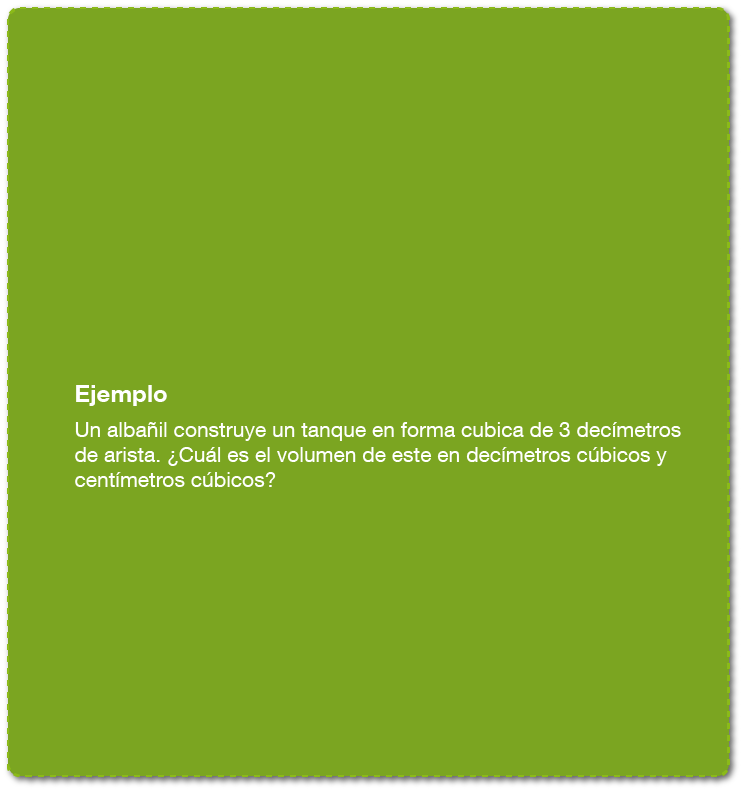 Ejemplo
Un albañil construye un tanque en forma cubica de 3 decímetros
de arista. ¿Cuál es el volumen de este en decímetros cúbicos y
centímetros cúbicos?